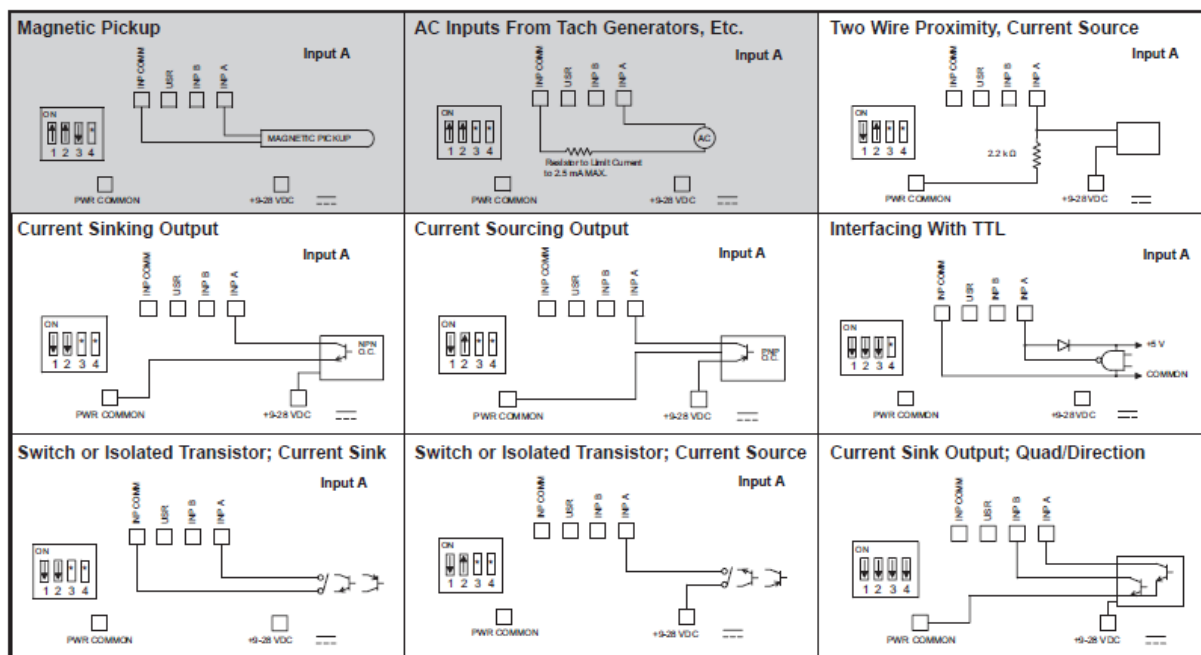 Magnetic Pickup
Input A
INP COMM
USR
INP B
INP A
ON
* 
1 2 3 4
MAGNETIC PICKUP
PWR COMMON
+9-28 VDC
AC Inputs From Tach Generators, Etc.
Input A
INP COMM
USR
INP B
INP A
ON
* *
1 2 3 4
AC
Resistor to Limit Current
to 2.5 mA MAX.
PWR COMMON
+9-28 VDC
Two Wire Proximity, Current Source
Input A
INP COMM
USR
INP B
INP A
ON
* *
1 2 3 4
2.2 k Ω
PWR COMMON
+9-28 VDC
Current Sinking Output
Input A
INP COMM
USR
INP B
INP A
ON
* *
1 2 3 4
NPN
O.C.
PWR COMMON
+9-28 VDC
Current Sourcing Output
Input A
INP COMM
USR
INP B
INP A
ON
* *
1 2 3 4
PNP
O.C.
PWR COMMON
+9-28 VDC
Interfacing With TTL
Input A
INP COMM
USR
INP B
INP A
ON
*
1 2 3 4
+5 V
COMMON
PWR COMMON
+9-28 VDC
Switch or Isolated Transistor; Current Sink
Input A
INP COMM
USR
INP B
INP A
ON
* *
1 2 3 4
PWR COMMON
+9-28 VDC
Switch or Isolated Transistor; Current Source
Input A
INP COMM
USR
INP B
INP A
ON
* *
1 2 3 4
PWR COMMON
+9-28 VDC
Current Sink Output; Quad/Direction
INP COMM
USR
INP B
INP A
ON
1 2 3 4
PWR COMMON
+9-28 VDC